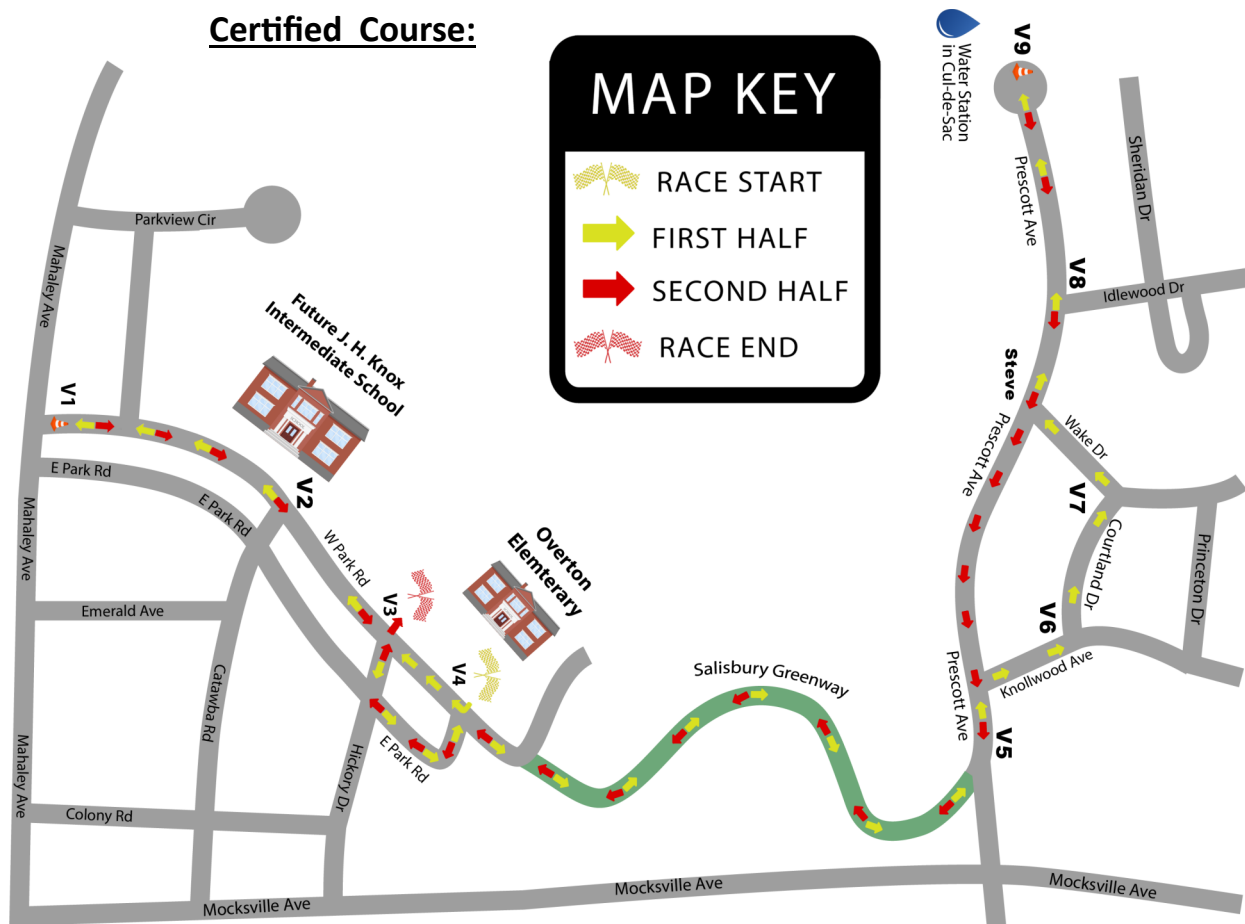 Certified Course:
MAP KEY
RACE START
FIRST HALF
SECOND HALF
RACE END
V9
Water Station
in Cul-de-Sac
Prescott Ave
Sheridan Dr
V8
Idlewood Dr
steve
Prescott Ave
Wake Dr
V7
Courtland Dr
Princeton Dr
V6
Knollwood Ave
Prescott Ave
V5
Parkview Cir
Mahaley Ave
Future J. H. Knox
Intermediate School
V1
E Park Rd
E Park Rd
V2
W Park Rd
Mahaley Ave
Overton
Elemterary
V3
V4
Emerald Ave
Catawba Rd
Salisbury Greenway
E Park Rd
Hickory Dr
Mahaley Ave
Colony Rd
Mocksville Ave
Mocksville Ave
Mocksville Ave